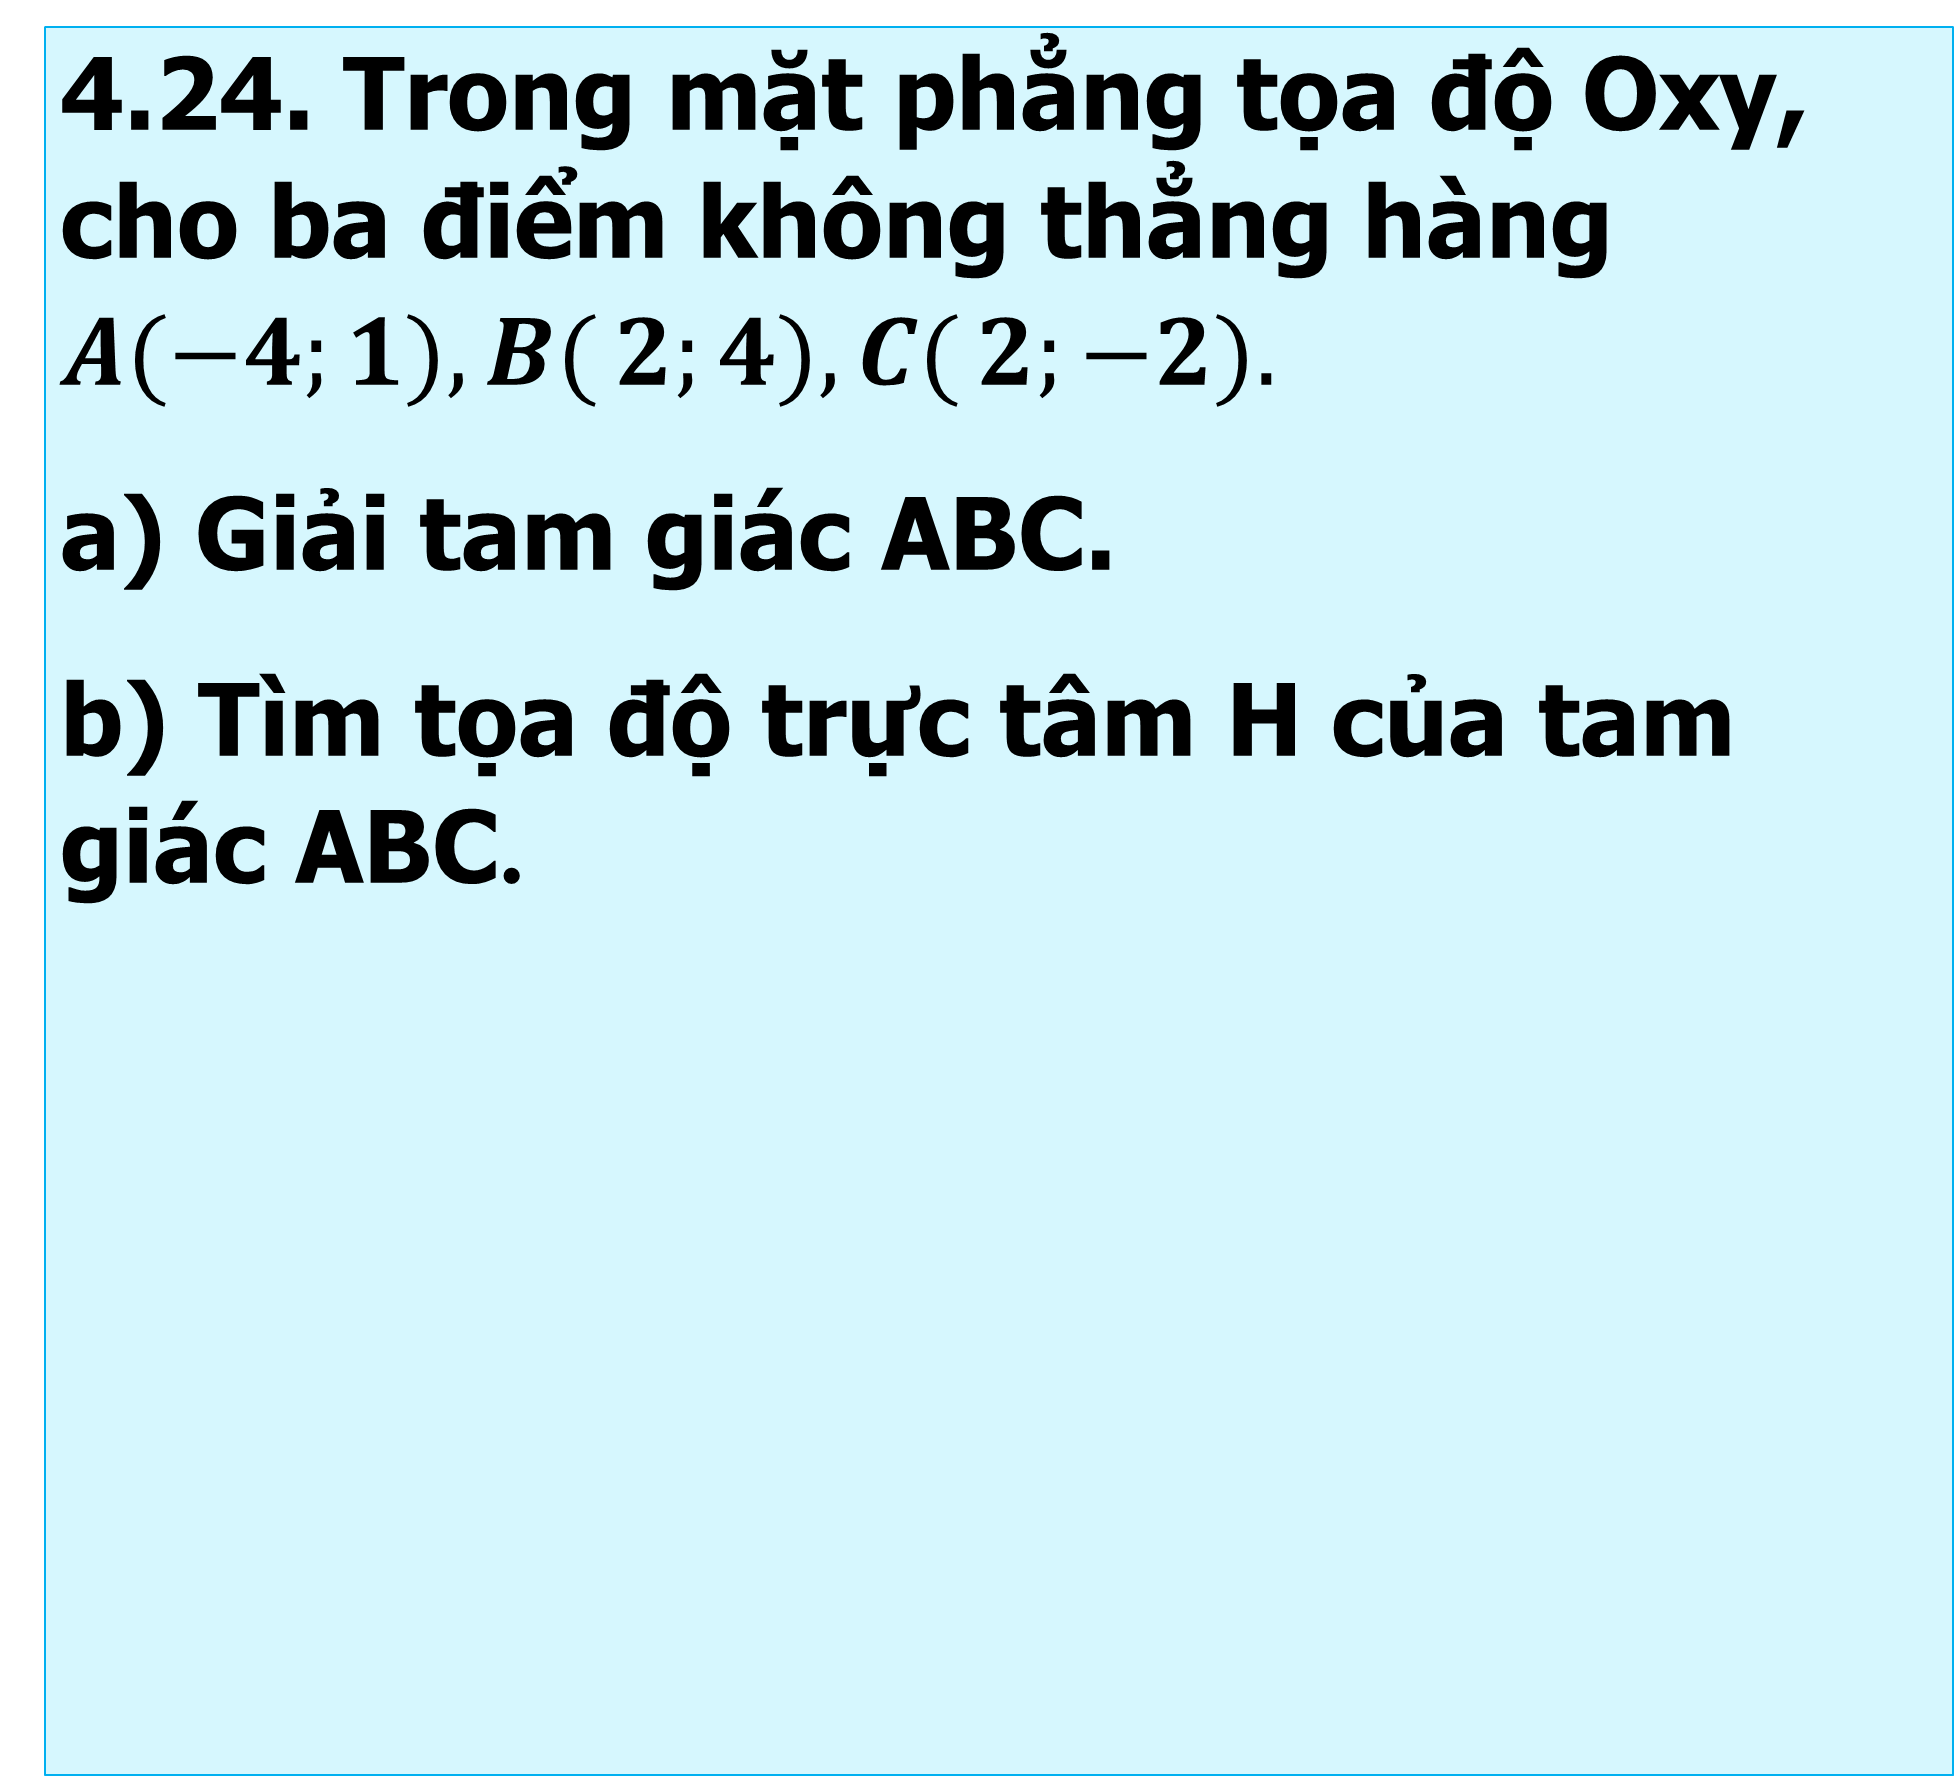 4.24. Trong mặt phẳng tọa độ Oxy,
cho ba điểm không thẳng hàng
A(−4; 1), B( 2; 4), C( 2; −2).
a) Giải tam giác ABC.
b) Tìm tọa độ trực tâm H của tam
giác ABC.